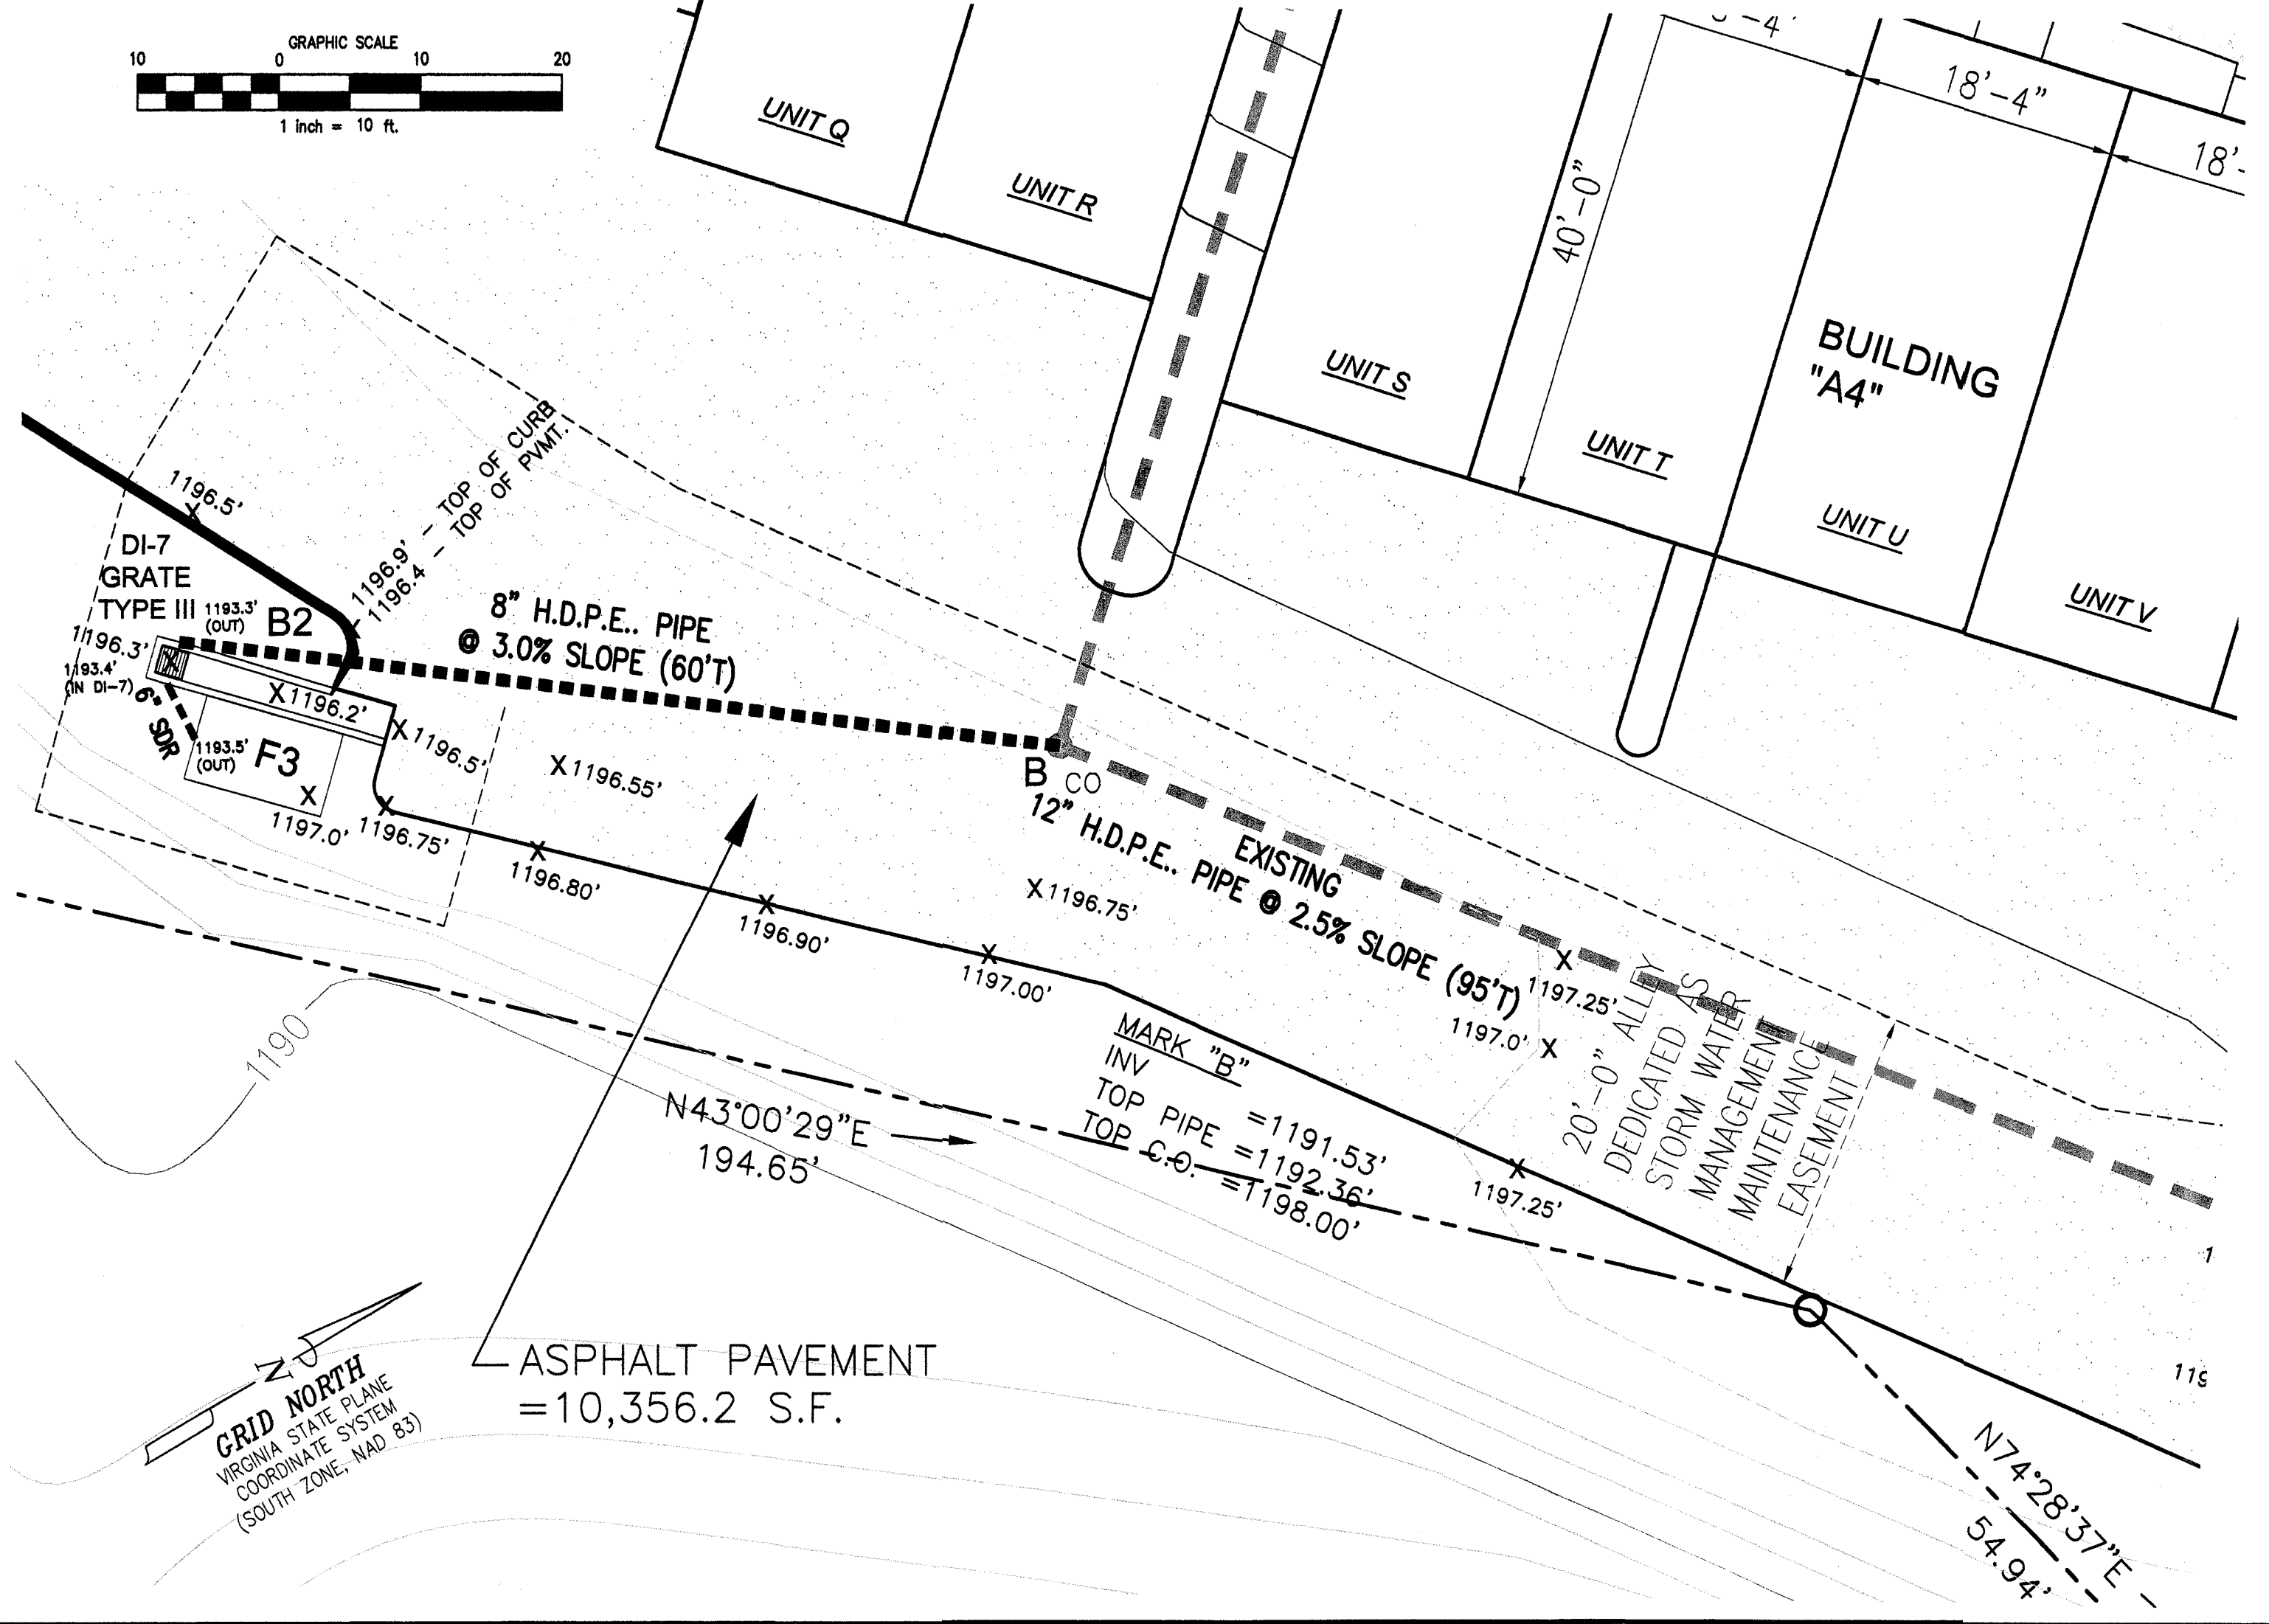 GRAPHIC SCALE
10 0 10 20
1 inch = 10 ft.
UNIT Q
UNIT R
UNIT S
UNIT T
UNIT U
UNIT V
18'-4"
18'-
40'-0"
BUILDING
"A4"
1196.5'
1196.9' - TOP OF CURB
1196.4 - TOP OF PVMT.
DI-7
GRATE
TYPE III
1193.3'
(OUT)
B2
1196.3'
1193.4'
(IN DI-7)
6" SDR
1196.2'
1193.5'
(OUT)
F3
1197.0'
8" H.D.P.E.. PIPE
@ 3.0% SLOPE (60'T)
1196.5'
1196.55'
1196.75'
1196.80'
1196.90'
1197.00'
1196.75'
B CO
EXISTING
12" H.D.P.E.. PIPE @ 2.5% SLOPE (95'T)
1197.25'
1197.0'
1197.25'
20'-0" ALLEY
DEDICATED AS
STORM WATER
MANAGEMENT
MAINTENANCE
EASEMENT
MARK "B"
INV =1191.53'
TOP PIPE =1192.36'
TOP C.O. =1198.00'
1190
N43°00'29"E
194.65'
ASPHALT PAVEMENT
=10,356.2 S.F.
N
GRID NORTH
VIRGINIA STATE PLANE
COORDINATE SYSTEM
(SOUTH ZONE, NAD 83)
N74°28'37"E
54.94'
1
119